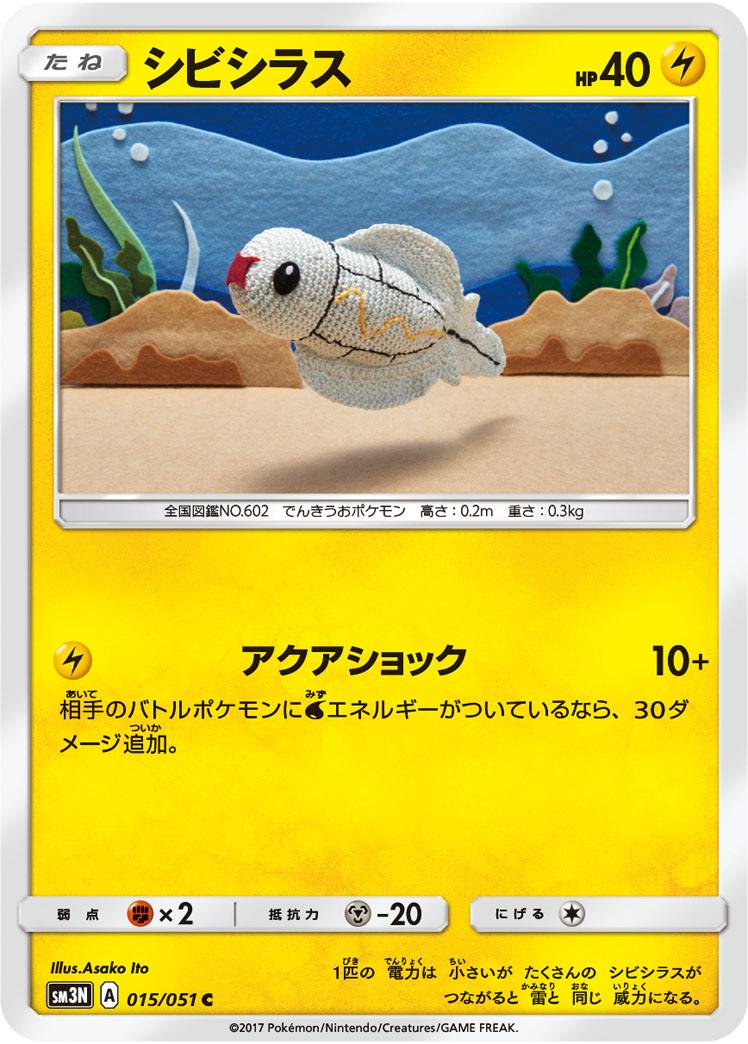 たね シビシラス HP40
全国図鑑NO.602 でんきうおポケモン 高さ：0.2m 重さ：0.3kg
アクアショック 10+
相手のバトルポケモンにエネルギーがついているなら、30ダ
メージ追加。
弱点 ×2 抵抗力 -20 にげる
Illus.Asako Ito
1匹の 電力は 小さいが たくさんの シビシラスが
つながると 雷と 同じ 威力になる。
SM3N A 015/051 C
©2017 Pokémon/Nintendo/Creatures/GAME FREAK.